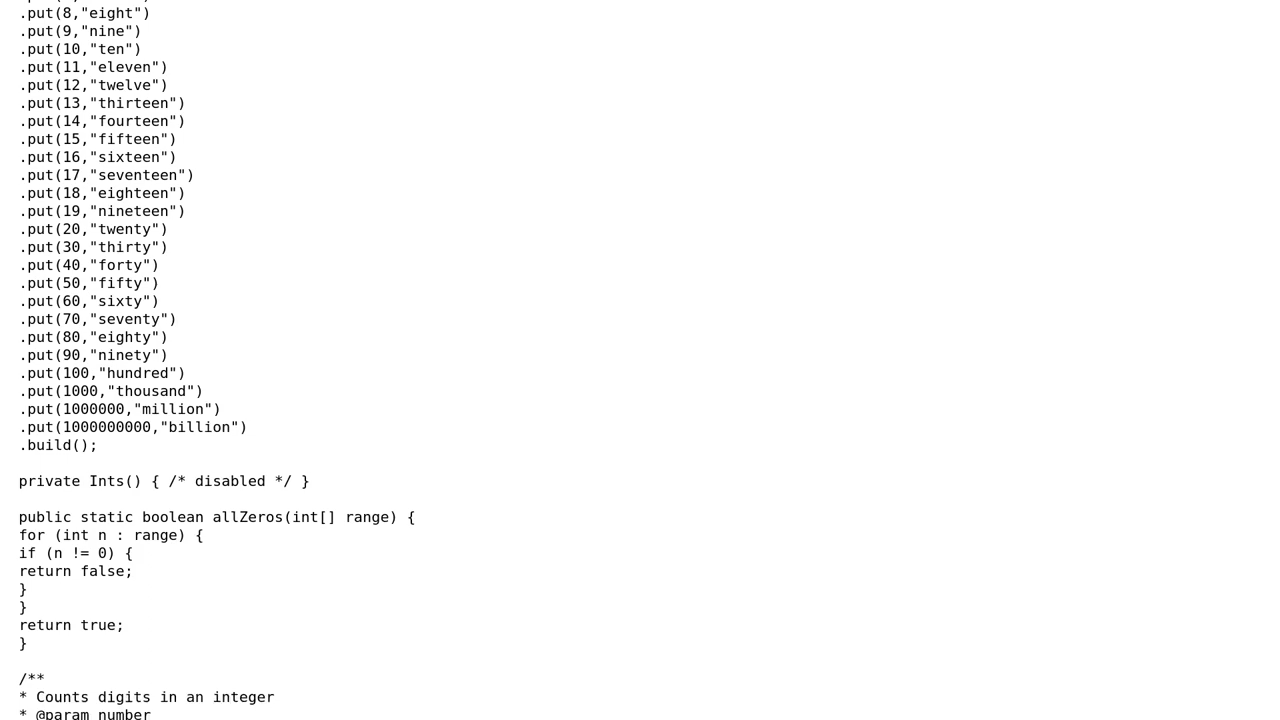 .put(8,"eight")
.put(9,"nine")
.put(10,"ten")
.put(11,"eleven")
.put(12,"twelve")
.put(13,"thirteen")
.put(14,"fourteen")
.put(15,"fifteen")
.put(16,"sixteen")
.put(17,"seventeen")
.put(18,"eighteen")
.put(19,"nineteen")
.put(20,"twenty")
.put(30,"thirty")
.put(40,"forty")
.put(50,"fifty")
.put(60,"sixty")
.put(70,"seventy")
.put(80,"eighty")
.put(90,"ninety")
.put(100,"hundred")
.put(1000,"thousand")
.put(1000000,"million")
.put(1000000000,"billion")
.build();

private Ints() { /* disabled */ }

public static boolean allZeros(int[] range) {
for (int n : range) {
if (n != 0) {
return false;
}
}
return true;
}

/**
* Counts digits in an integer
* @param number